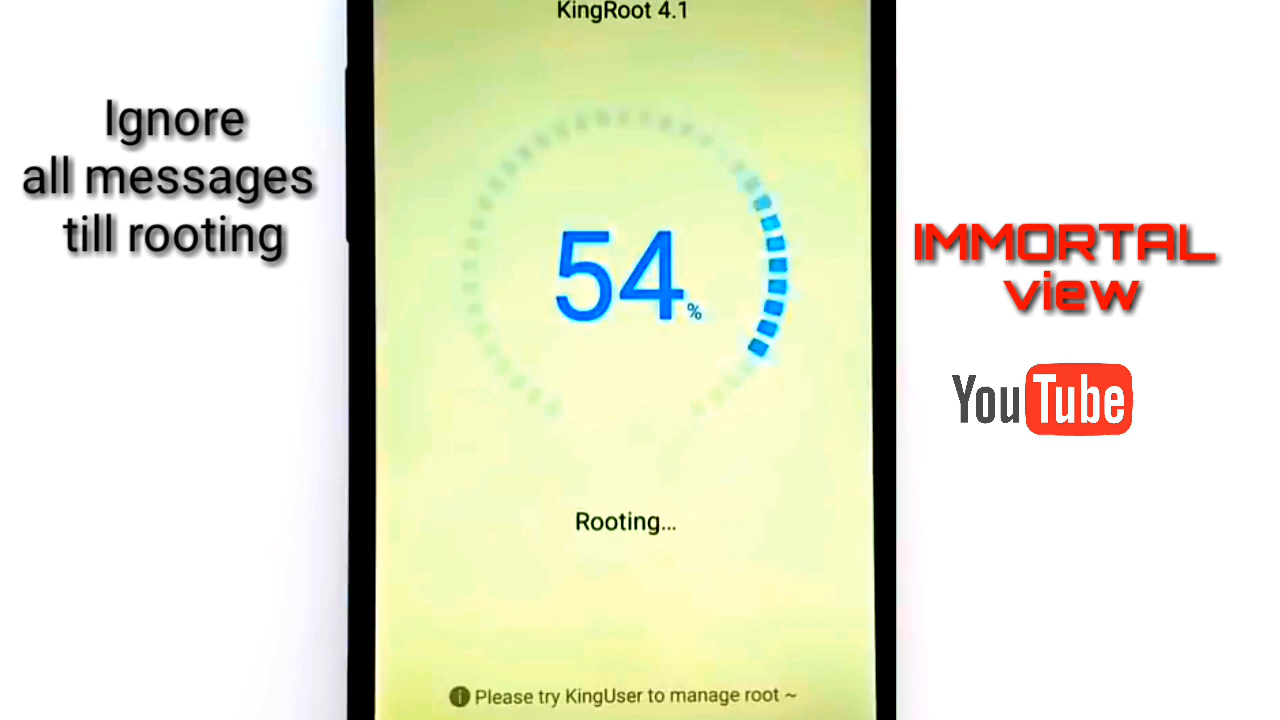 KingRoot 4.1
Ignore
all messages
till rooting
54%
IMMORTAL
view
YouTube
Rooting...
Please try KingUser to manage root ~